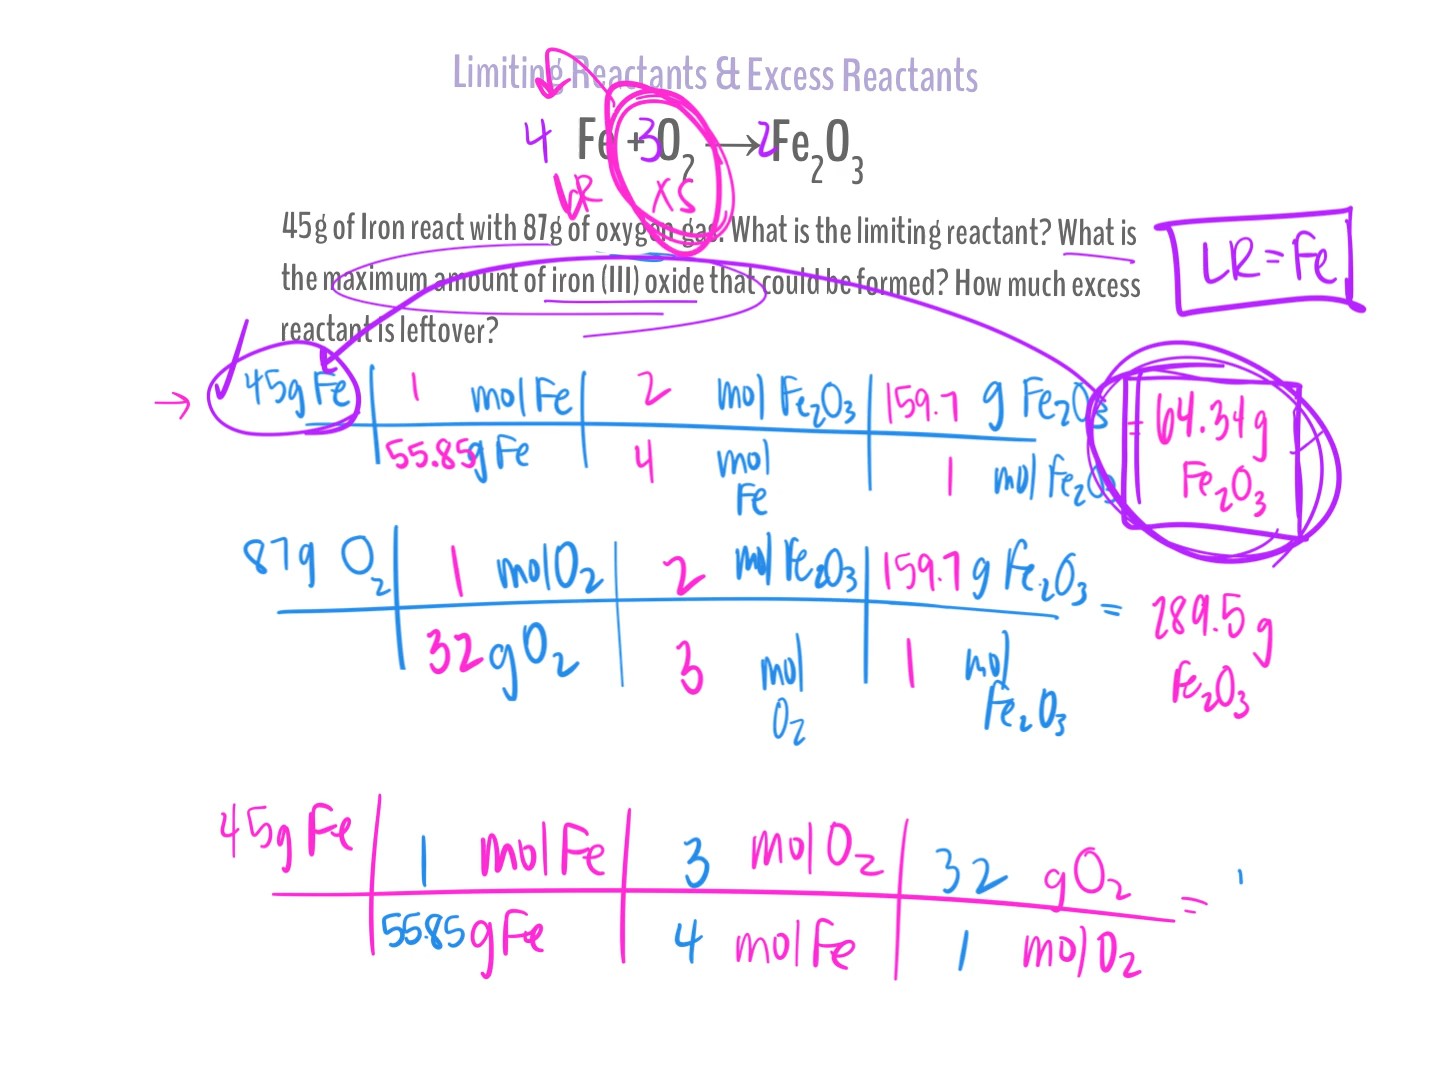 Limiting Reactants & Excess Reactants
4 Fe + 3O2 → 2Fe2O3
LR XS
45g of Iron react with 87g of oxygen gas. What is the limiting reactant? What is
the maximum amount of iron (III) oxide that could be formed? How much excess
reactant is leftover?
LR = Fe
→ 45g Fe | 1 mol Fe | 2 mol Fe2O3 | 159.7 g Fe2O3 = 64.34g
55.85g Fe | 4 mol Fe | 1 mol Fe2O3 Fe2O3
87g O2 | 1 mol O2 | 2 mol Fe2O3 | 159.7 g Fe2O3 = 289.5 g
32 g O2 | 3 mol O2 | 1 mol Fe2O3 Fe2O3
45g Fe | 1 mol Fe | 3 mol O2 | 32 g O2 =
55.85 g Fe | 4 mol Fe | 1 mol O2